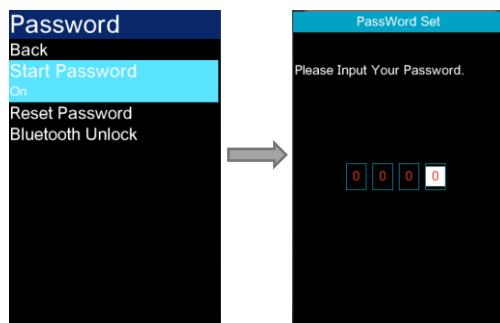 Password
Back
Start Password
On
Reset Password
Bluetooth Unlock
PassWord Set
Please Input Your Password.
0 0 0 0